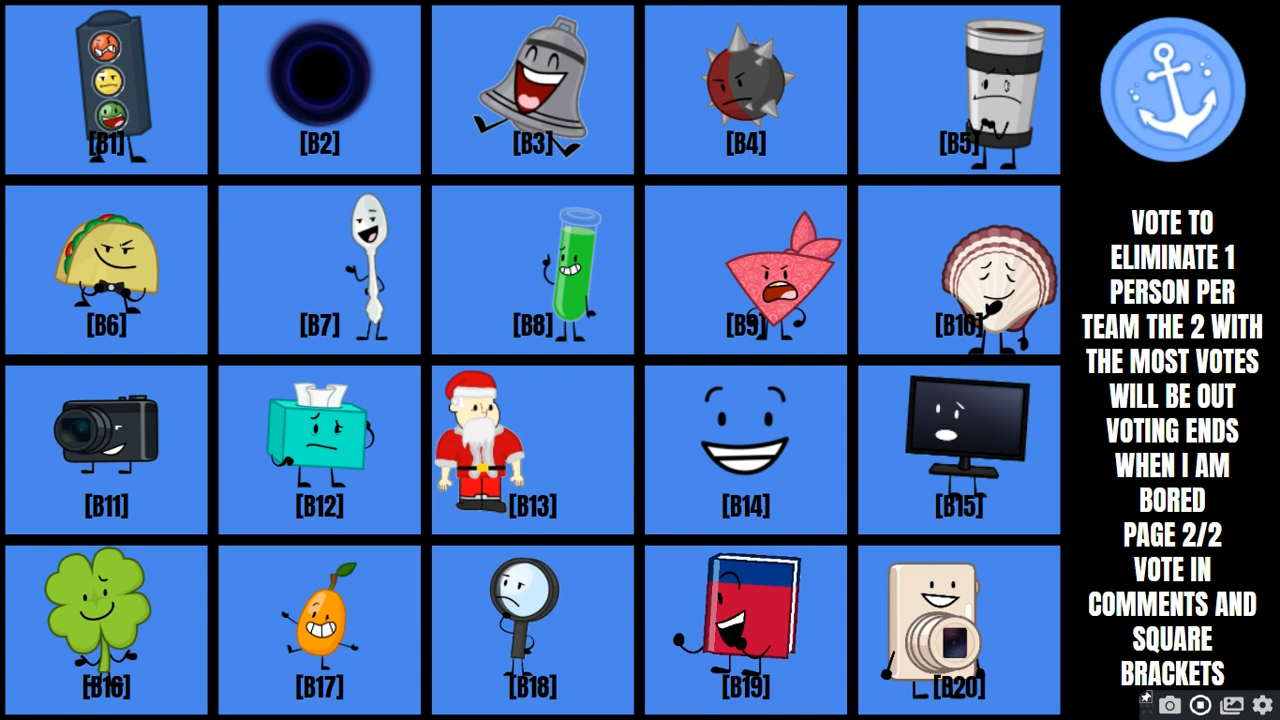 [B1]
[B2]
[B3]
[B4]
[B5]
[B6]
[B7]
[B8]
[B9]
[B10]
[B11]
[B12]
[B13]
[B14]
[B15]
[B16]
[B17]
[B18]
[B19]
[B20]
VOTE TO
ELIMINATE 1
PERSON PER
TEAM THE 2 WITH
THE MOST VOTES
WILL BE OUT
VOTING ENDS
WHEN I AM
BORED
PAGE 2/2
VOTE IN
COMMENTS AND
SQUARE
BRACKETS